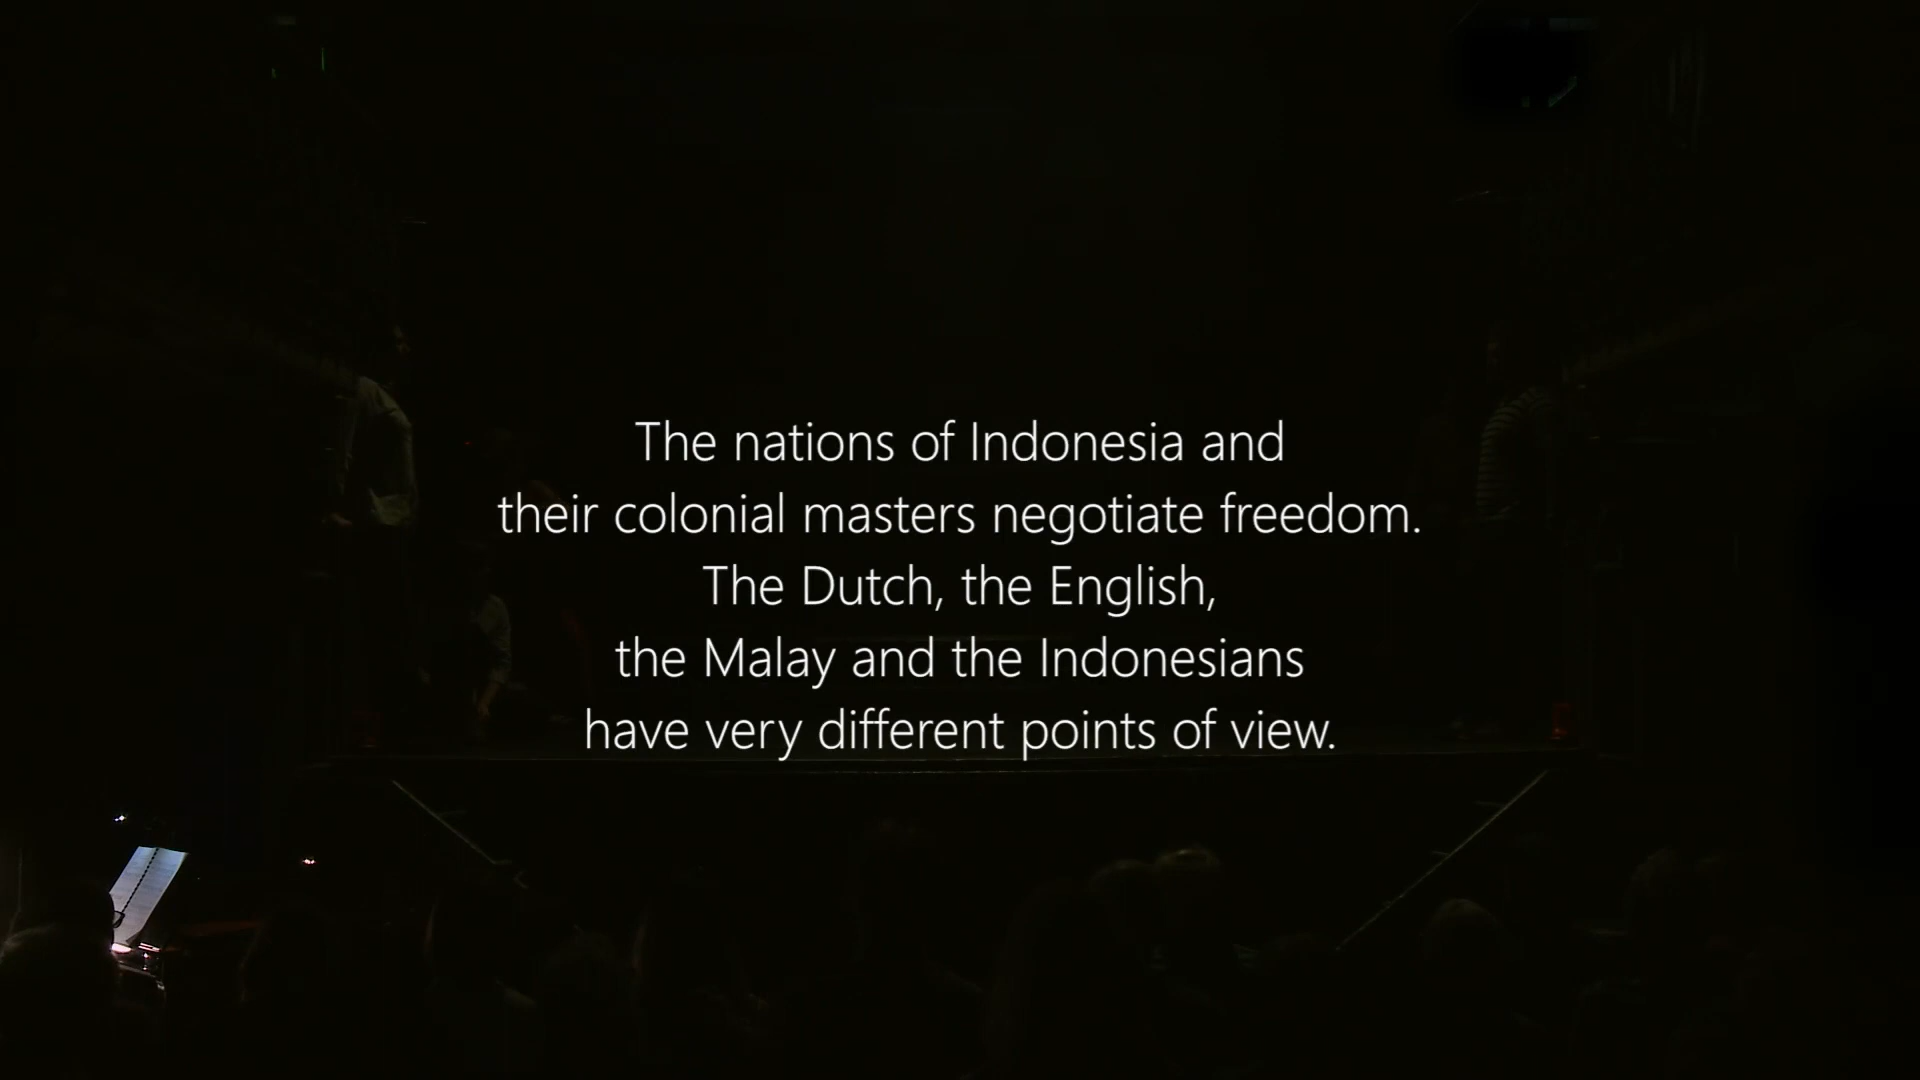 The nations of Indonesia and
their colonial masters negotiate freedom.
The Dutch, the English,
the Malay and the Indonesians
have very different points of view.